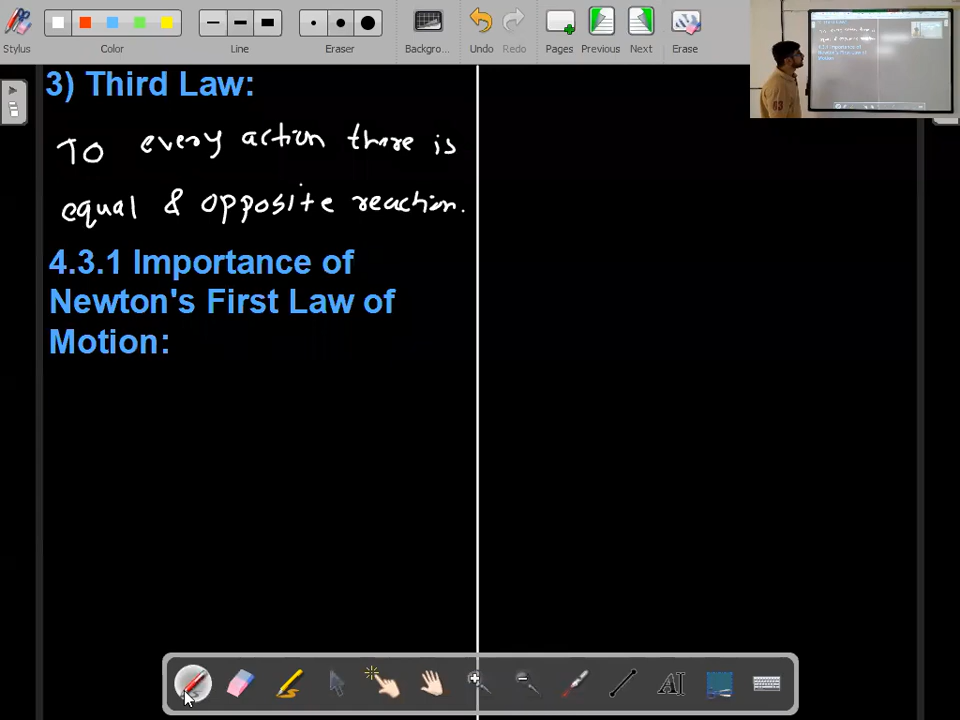 Stylus
Color
Line
Eraser
Backgro...
Undo
Redo
Pages
Previous
Next
Erase
3) Third Law:
To every action there is
equal & opposite reaction.
4.3.1 Importance of
Newton's First Law of
Motion: